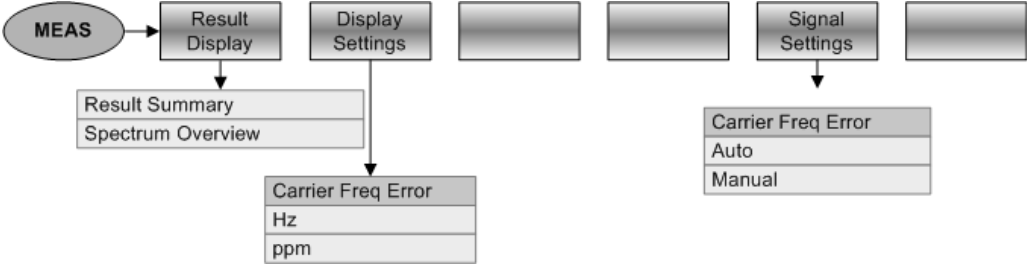 MEAS
Result
Display
Display
Settings
Signal
Settings
Result Summary
Spectrum Overview
Carrier Freq Error
Hz
ppm
Carrier Freq Error
Auto
Manual